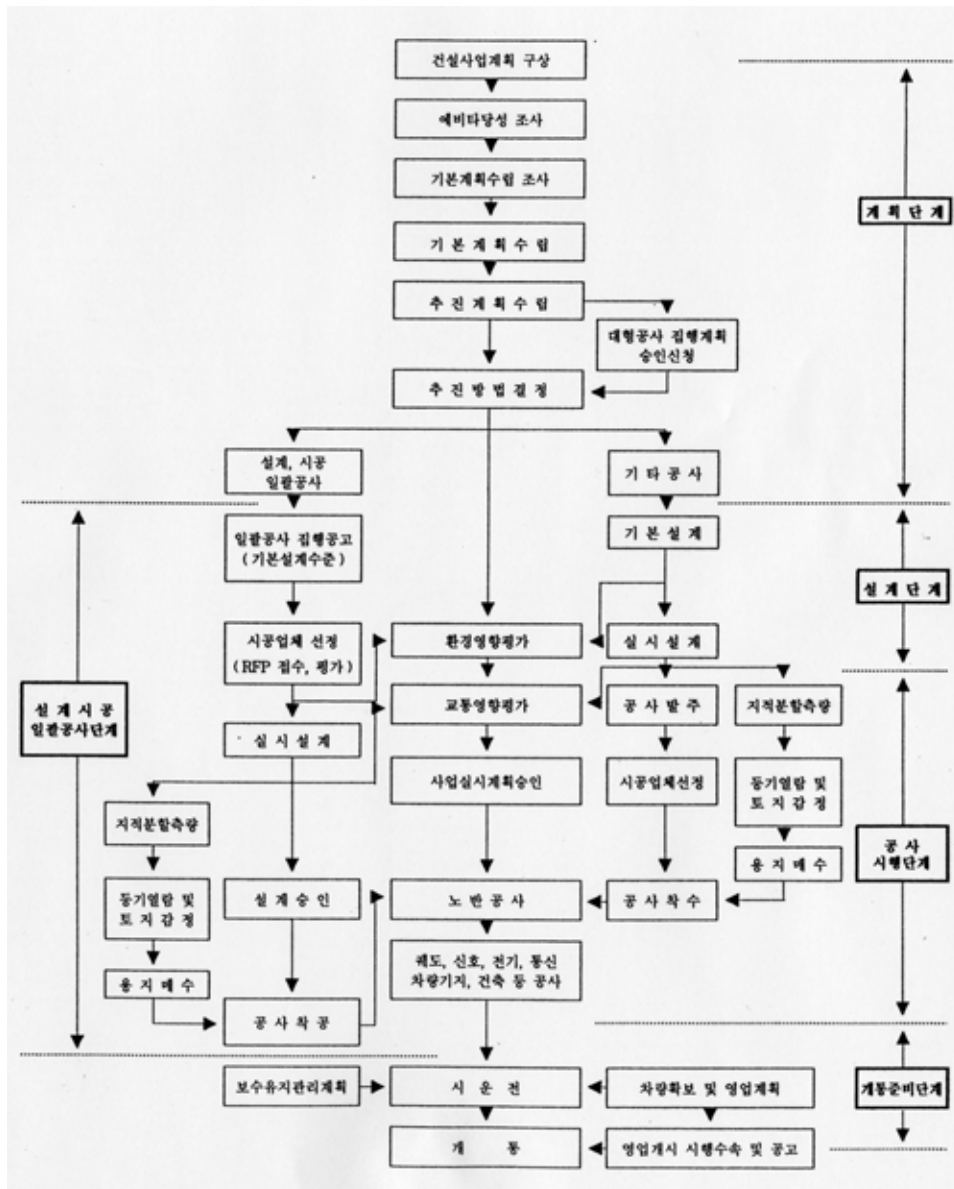 건설사업계획 구상
예비타당성 조사
기본계획수립 조사
계 획 단 계
기 본 계 획 수 립
추 진 계 획 수 립
대형공사 집행계획
승인신청
추 진 방 법 결 정
설계, 시공
일괄공사
기 타 공 사
일괄공사 집행공고
( 기본설계수준 )
기 본 설 계
설 계 단 계
시공업체 선정
(RFP 접수, 평가 )
환경영향평가
실 시 설 계
설 계 시 공
일괄공사단계
교통영향평가
공 사 발 주
지적분할측량
실 시 설 계
사업실시계획승인
시공업체선정
등기열람 및
토 지 감 정
지적분할측량
용 지 매 수
공 사
시행단계
등기열람 및
토 지 감 정
설 계 승 인
노 반 공 사
공 사 착 수
궤도, 신호, 전기, 통신
차량기지, 건축 등 공사
용 지 매 수
공 사 착 공
보수유지관리계획
시 운 전
차량확보 및 영업계획
개통준비단계
개 통
영업개시 시행수속 및 공고